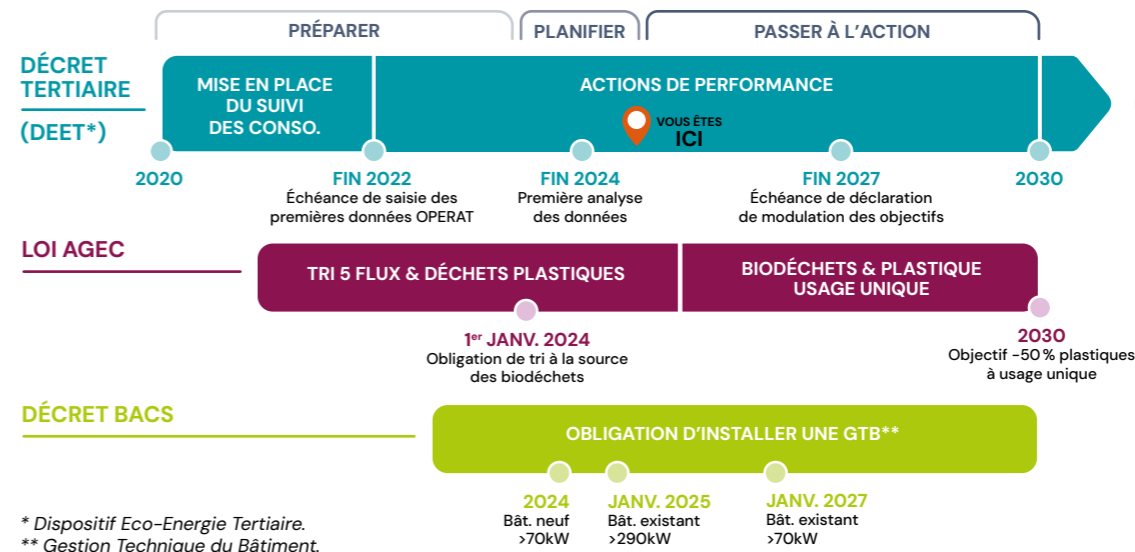 PRÉPARER
PLANIFIER
PASSER À L'ACTION
DÉCRET
TERTIAIRE
(DEET*)
MISE EN PLACE
DU SUIVI
DES CONSO.
ACTIONS DE PERFORMANCE
VOUS ÊTES
ICI
2020
FIN 2022
Échéance de saisie des
premières données OPERAT
FIN 2024
Première analyse
des données
FIN 2027
Échéance de déclaration
de modulation des objectifs
2030
LOI AGEC
TRI 5 FLUX & DÉCHETS PLASTIQUES
BIODÉCHETS & PLASTIQUE
USAGE UNIQUE
1er JANV. 2024
Obligation de tri à la source
des biodéchets
2030
Objectif -50 % plastiques
à usage unique
DÉCRET BACS
OBLIGATION D'INSTALLER UNE GTB**
2024
Bât. neuf
>70kW
JANV. 2025
Bât. existant
>290kW
JANV. 2027
Bât. existant
>70kW
* Dispositif Eco-Energie Tertiaire.
** Gestion Technique du Bâtiment.